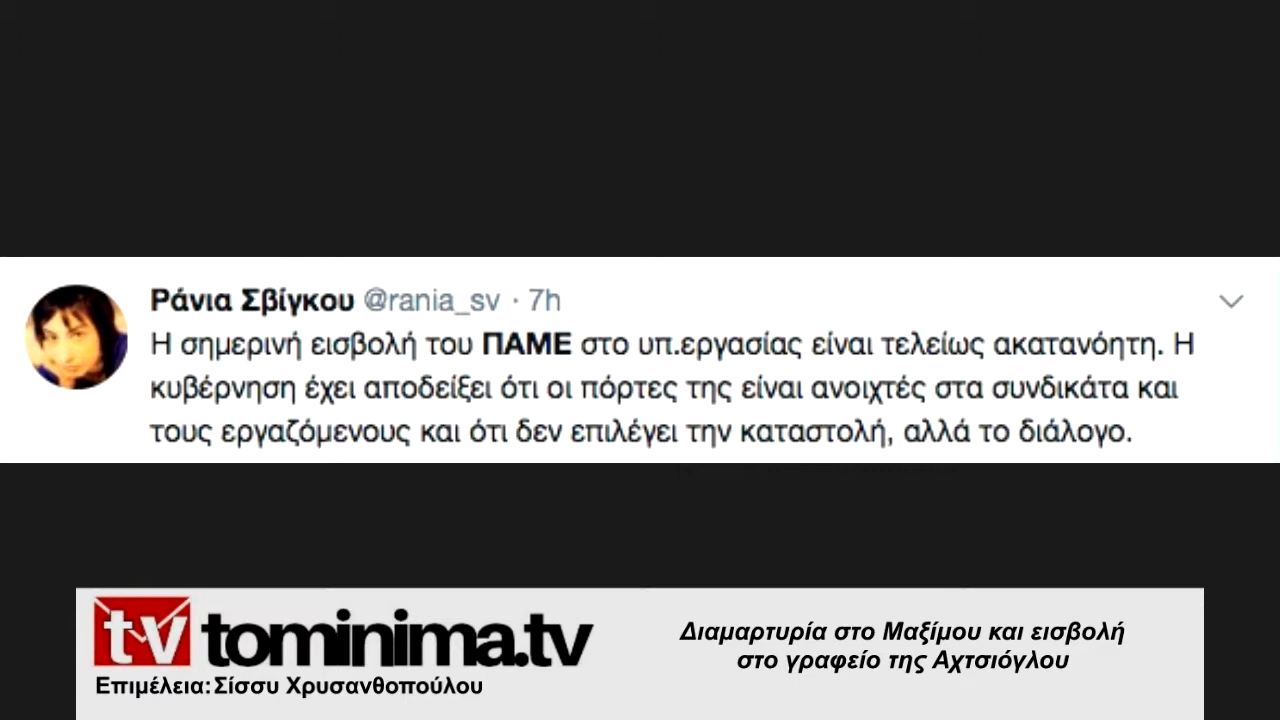 Ράνια Σβίγκου @rania_sv · 7h
Η σημερινή εισβολή του ΠΑΜΕ στο υπ.εργασίας είναι τελείως ακατανόητη. Η
κυβέρνηση έχει αποδείξει ότι οι πόρτες της είναι ανοιχτές στα συνδικάτα και
τους εργαζόμενους και ότι δεν επιλέγει την καταστολή, αλλά το διάλογο.
tv tominima.tv
Επιμέλεια:Σίσσυ Χρυσανθοπούλου
Διαμαρτυρία στο Μαξίμου και εισβολή
στο γραφείο της Αχτσιόγλου